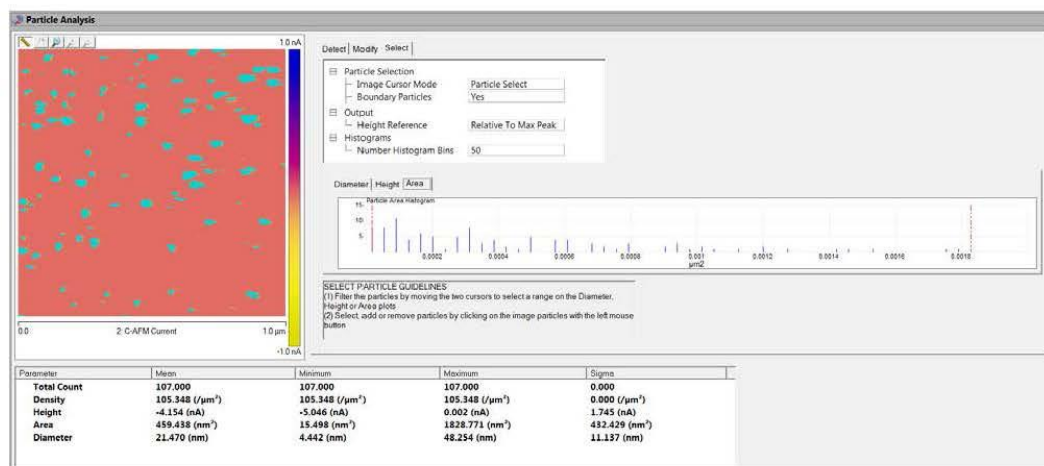 Particle Analysis
1.0 nA
0.0 2: C-AFM Current 1.0 µm
-1.0 nA
Detect Modify Select
Particle Selection
Image Cursor Mode Particle Select
Boundary Particles Yes
Output
Height Reference Relative To Max Peak
Histograms
Number Histogram Bins 50
Diameter Height Area
Particle Area Histogram
15
10
5
0.0002 0.0004 0.0006 0.0008 0.0010 0.0012 0.0014 0.0016 0.0018
µm2
SELECT PARTICLE GUIDELINES
(1) Filter the particles by moving the two cursors to select a range on the Diameter,
Height or Area plots
(2) Select, add or remove particles by clicking on the image particles with the left mouse
button
Parameter Mean Minimum Maximum Sigma
Total Count 107.000 107.000 107.000 0.000
Density 105.348 (/µm²) 105.348 (/µm²) 105.348 (/µm²) 0.000 (/µm²)
Height -4.154 (nA) -5.046 (nA) 0.002 (nA) 1.745 (nA)
Area 459.438 (nm²) 15.498 (nm²) 1828.771 (nm²) 432.429 (nm²)
Diameter 21.470 (nm) 4.442 (nm) 48.254 (nm) 11.137 (nm)